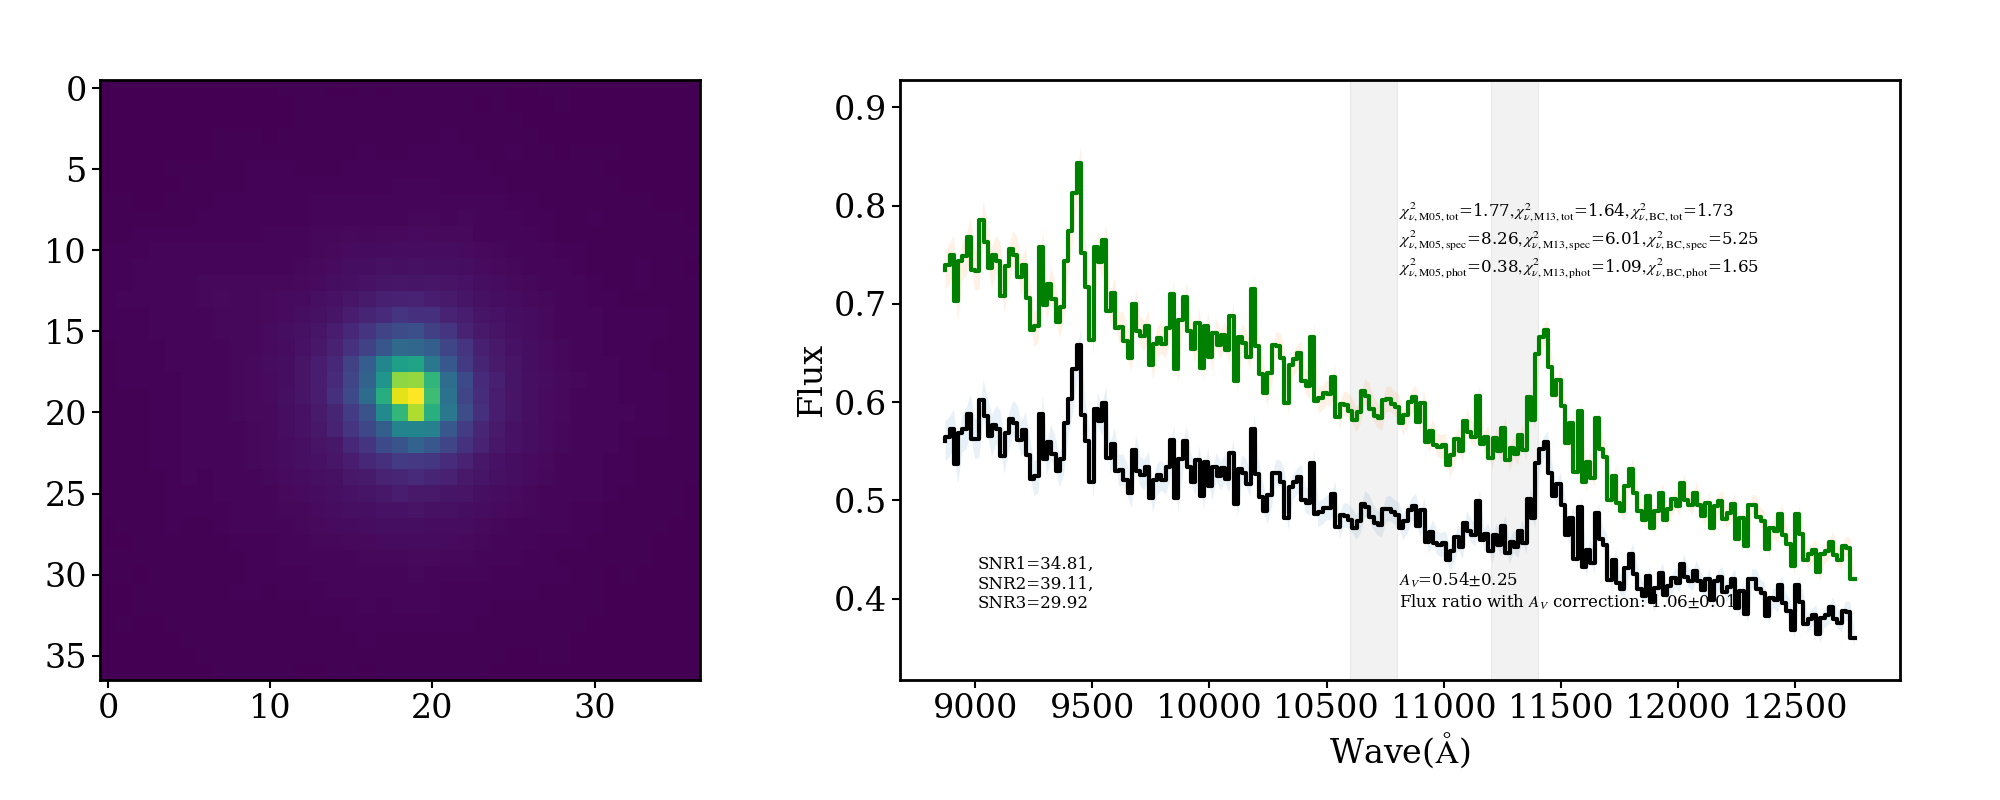 0
5
10
15
20
25
30
35
0 10 20 30
Flux
0.9
0.8
0.7
0.6
0.5
0.4
χ²ν,M05,tot=1.77,χ²ν,M13,tot=1.64,χ²ν,BC,tot=1.73
χ²ν,M05,spec=8.26,χ²ν,M13,spec=6.01,χ²ν,BC,spec=5.25
χ²ν,M05,phot=0.38,χ²ν,M13,phot=1.09,χ²ν,BC,phot=1.65
SNR1=34.81,
SNR2=39.11,
SNR3=29.92
AV=0.54±0.25
Flux ratio with AV correction: 1.06±0.01
9000 9500 10000 10500 11000 11500 12000 12500
Wave(Å)